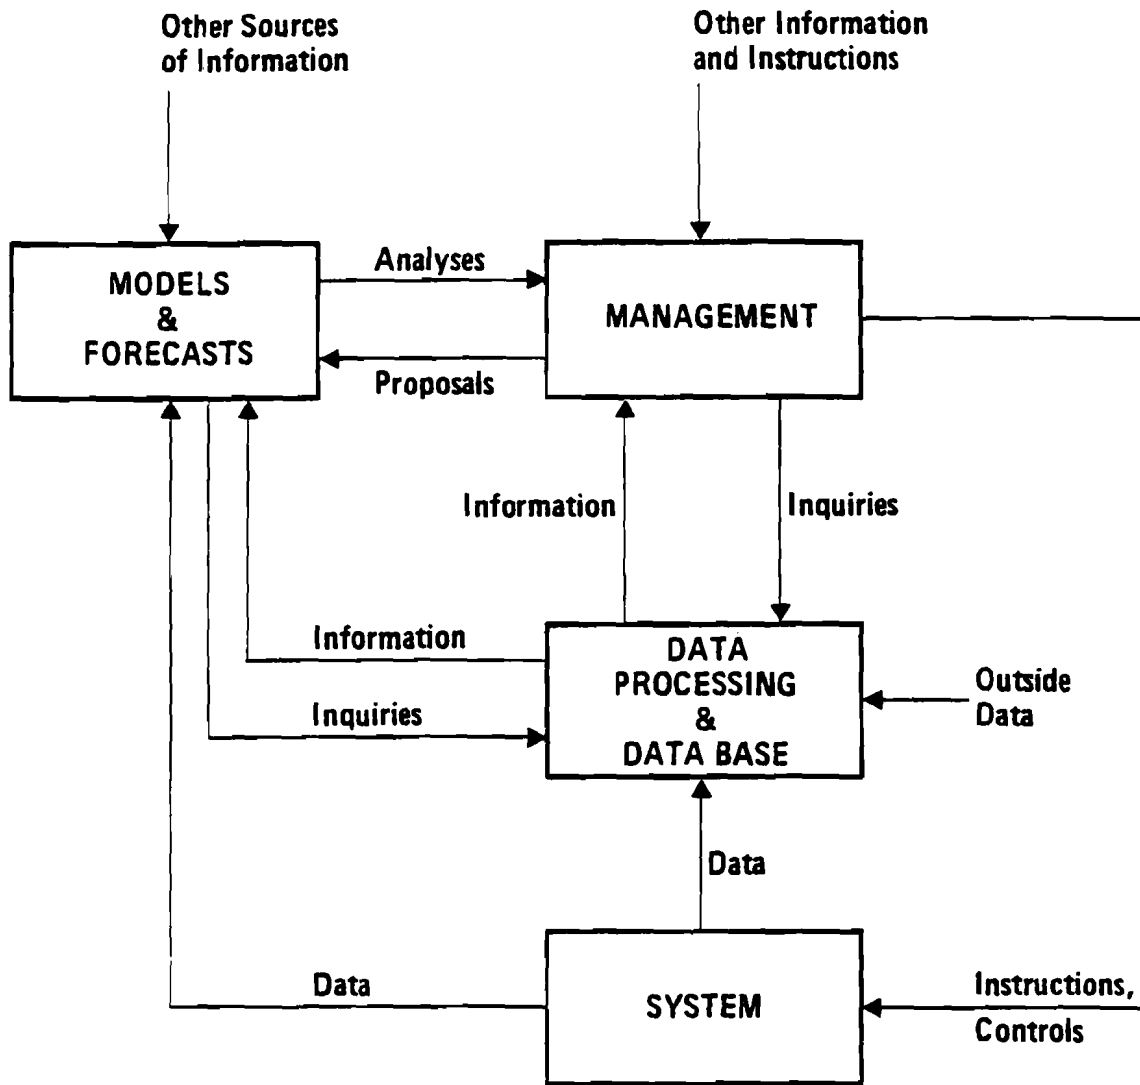 Other Sources
of Information
Other Information
and Instructions
MODELS
&
FORECASTS
Analyses
Proposals
MANAGEMENT
Information
Inquiries
Information
Inquiries
DATA
PROCESSING
&
DATA BASE
Outside
Data
Data
Data
SYSTEM
Instructions,
Controls